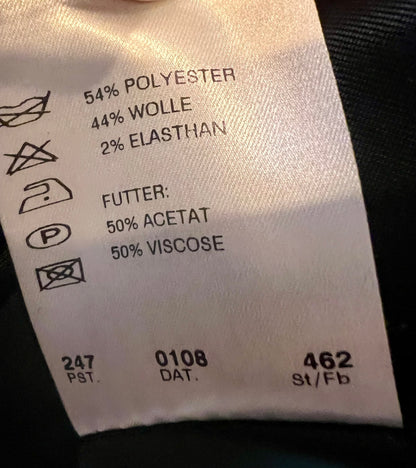 54% POLYESTER
44% WOLLE
2% ELASTHAN
FUTTER:
50% ACETAT
P
50% VISCOSE
247 0108 462
PST. DAT. St/Fb